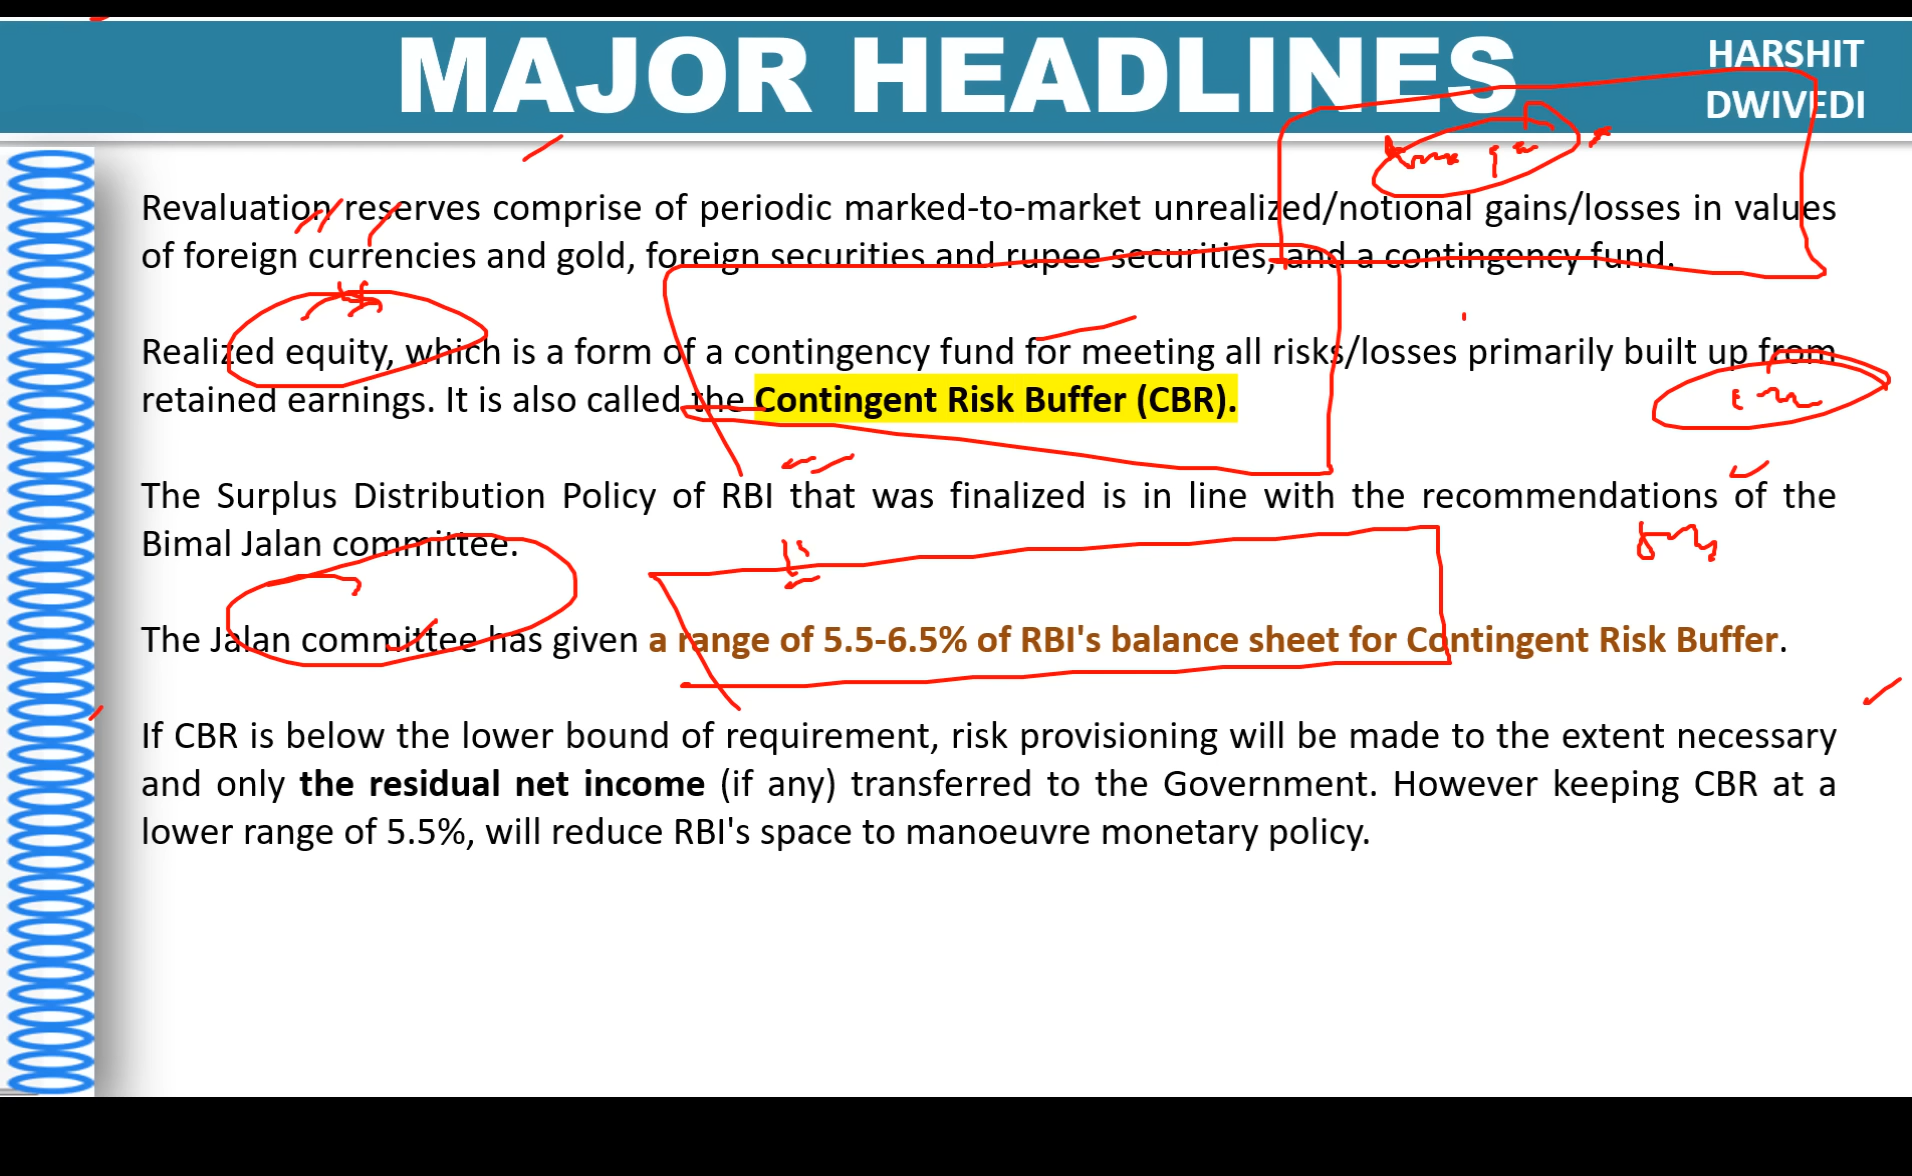 MAJOR HEADLINES
HARSHIT
DWIVEDI
Revaluation reserves comprise of periodic marked-to-market unrealized/notional gains/losses in values
of foreign currencies and gold, foreign securities and rupee securities, and a contingency fund.
Realized equity, which is a form of a contingency fund for meeting all risks/losses primarily built up from
retained earnings. It is also called the Contingent Risk Buffer (CBR).
The Surplus Distribution Policy of RBI that was finalized is in line with the recommendations of the
Bimal Jalan committee.
The Jalan committee has given a range of 5.5-6.5% of RBI's balance sheet for Contingent Risk Buffer.
If CBR is below the lower bound of requirement, risk provisioning will be made to the extent necessary
and only the residual net income (if any) transferred to the Government. However keeping CBR at a
lower range of 5.5%, will reduce RBI's space to manoeuvre monetary policy.